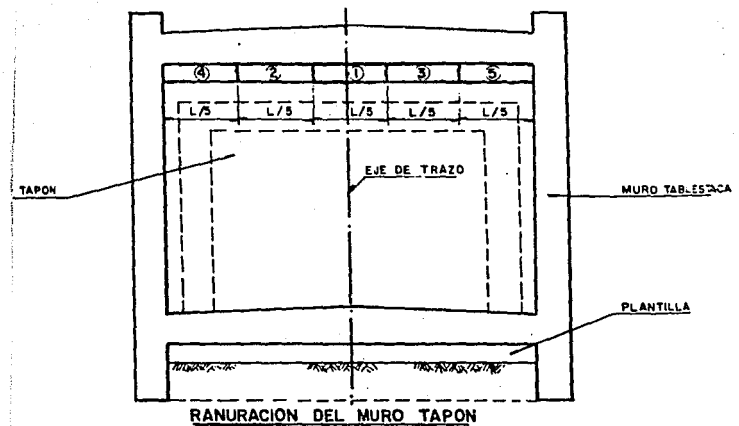 ④ ② ① ③ ⑤
L/5 L/5 L/5 L/5 L/5
EJE DE TRAZO
TAPON
MURO TABLESTACA
PLANTILLA
RANURACION DEL MURO TAPON